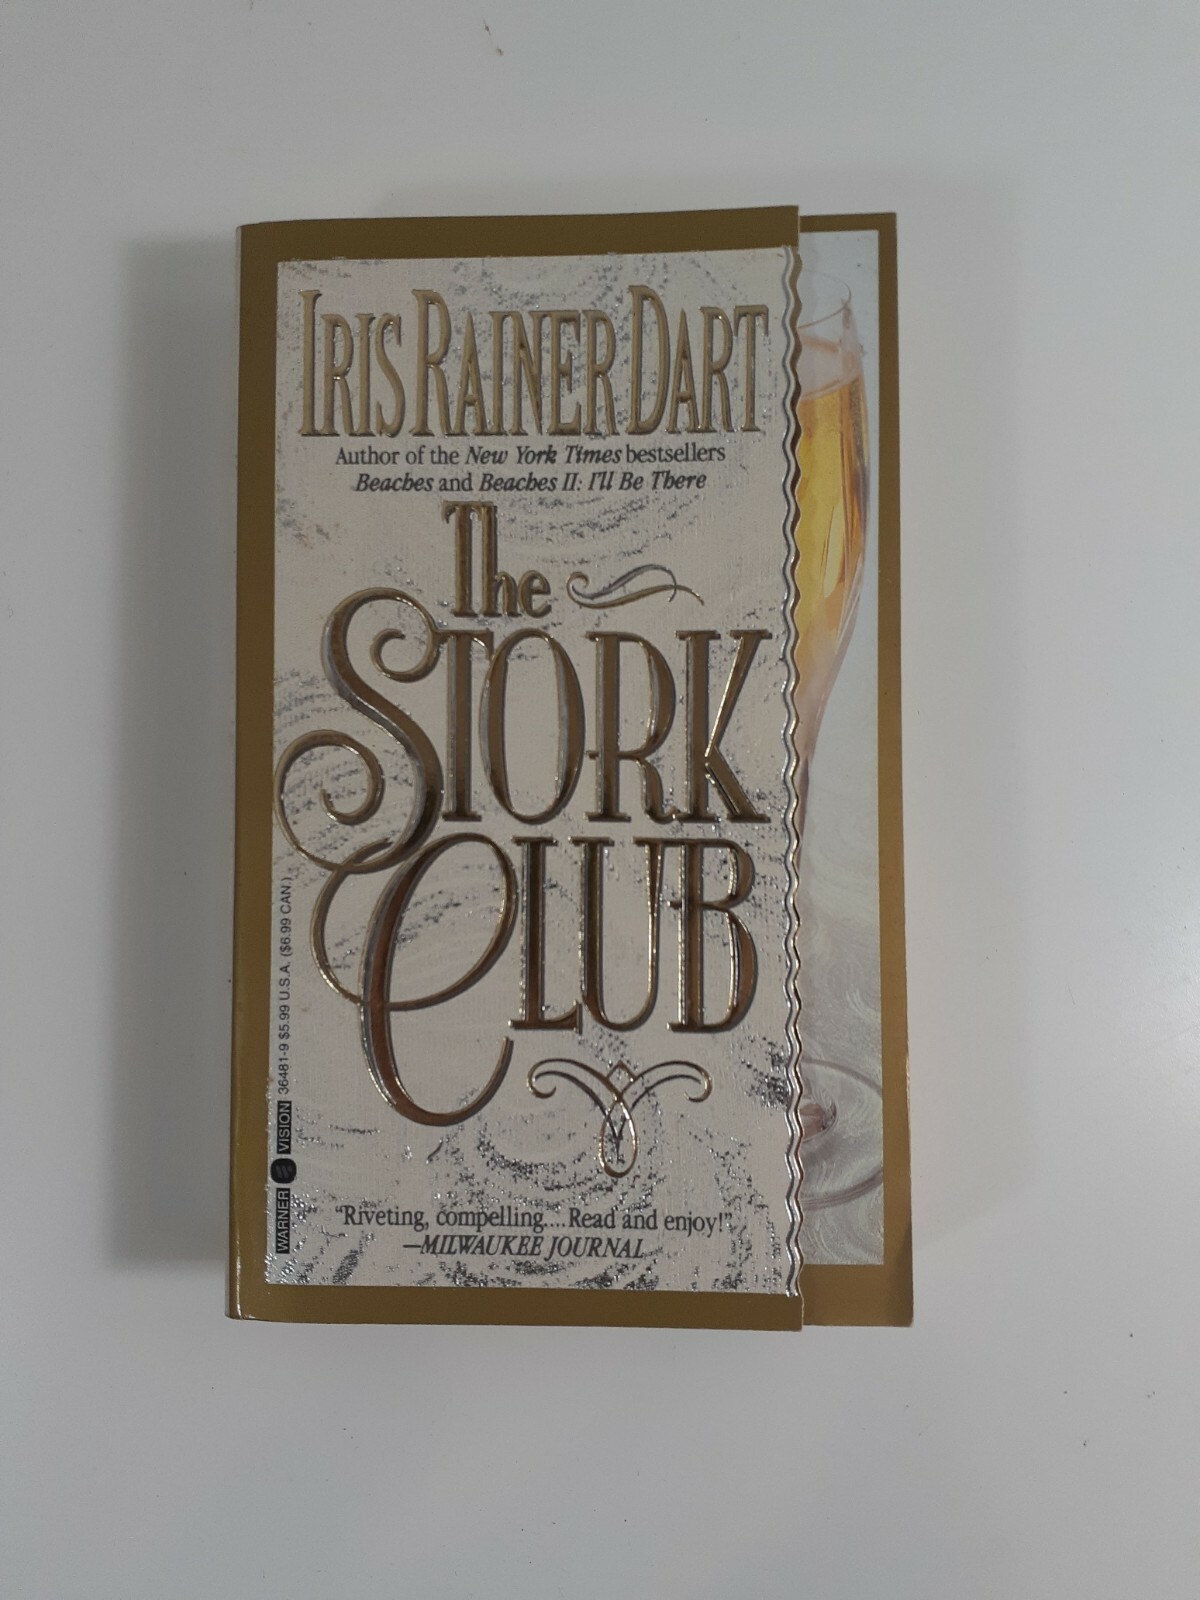 IRIS RAINER DART
Author of the New York Times bestsellers
Beaches and Beaches II: I'll Be There
The
STORK
CLUB
"Riveting, compelling....Read and enjoy!"
—MILWAUKEE JOURNAL
WARNER W VISION 36481-9 $5.99 U.S.A. ($6.99 CAN.)